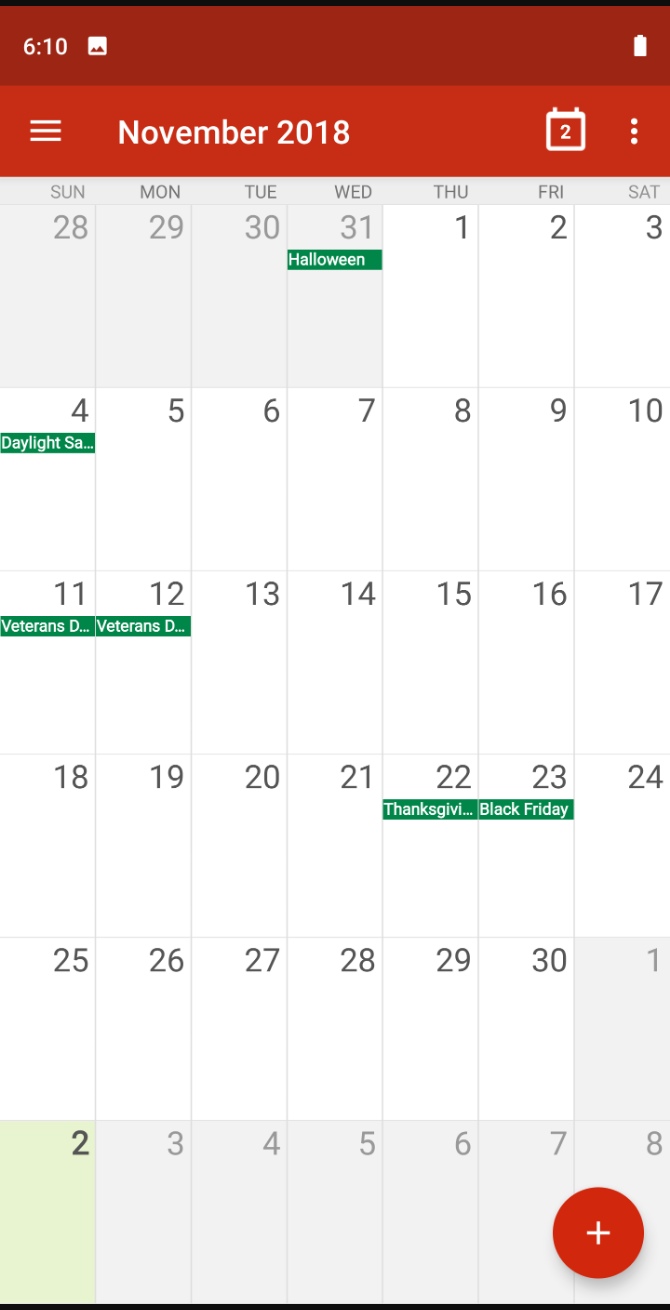 6:10
November 2018
2
SUN MON TUE WED THU FRI SAT
28 29 30 31 1 2 3
Halloween
4 5 6 7 8 9 10
Daylight Sa...
11 12 13 14 15 16 17
Veterans D... Veterans D...
18 19 20 21 22 23 24
Thanksgivi... Black Friday
25 26 27 28 29 30 1
2 3 4 5 6 7 8
+